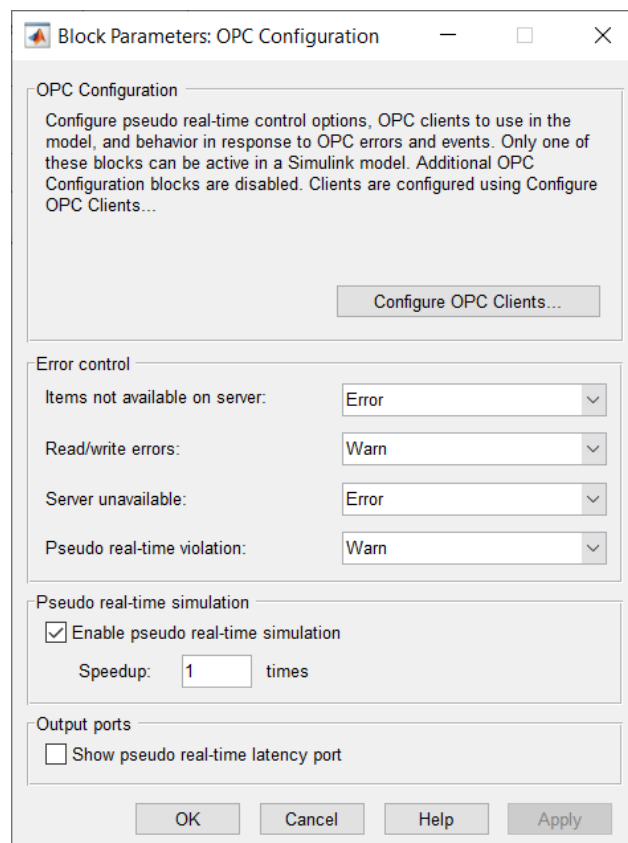 Block Parameters: OPC Configuration
OPC Configuration
Configure pseudo real-time control options, OPC clients to use in the
model, and behavior in response to OPC errors and events. Only one of
these blocks can be active in a Simulink model. Additional OPC
Configuration blocks are disabled. Clients are configured using Configure
OPC Clients...
Configure OPC Clients...
Error control
Items not available on server: Error
Read/write errors: Warn
Server unavailable: Error
Pseudo real-time violation: Warn
Pseudo real-time simulation
Enable pseudo real-time simulation
Speedup: 1 times
Output ports
Show pseudo real-time latency port
OK Cancel Help Apply